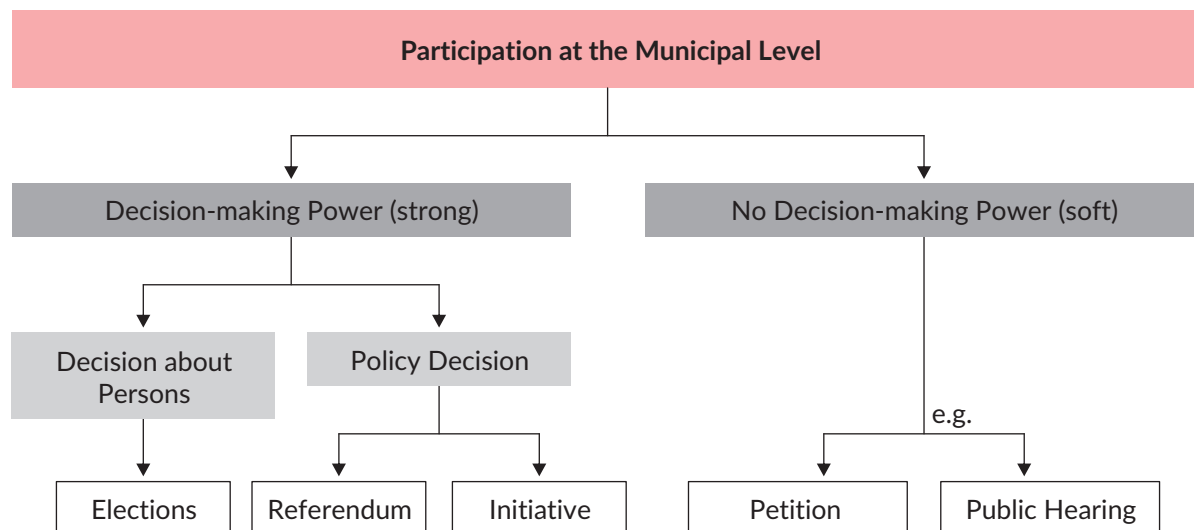 Participation at the Municipal Level
Decision-making Power (strong)
No Decision-making Power (soft)
Decision about
Persons
Policy Decision
e.g.
Elections
Referendum
Initiative
Petition
Public Hearing